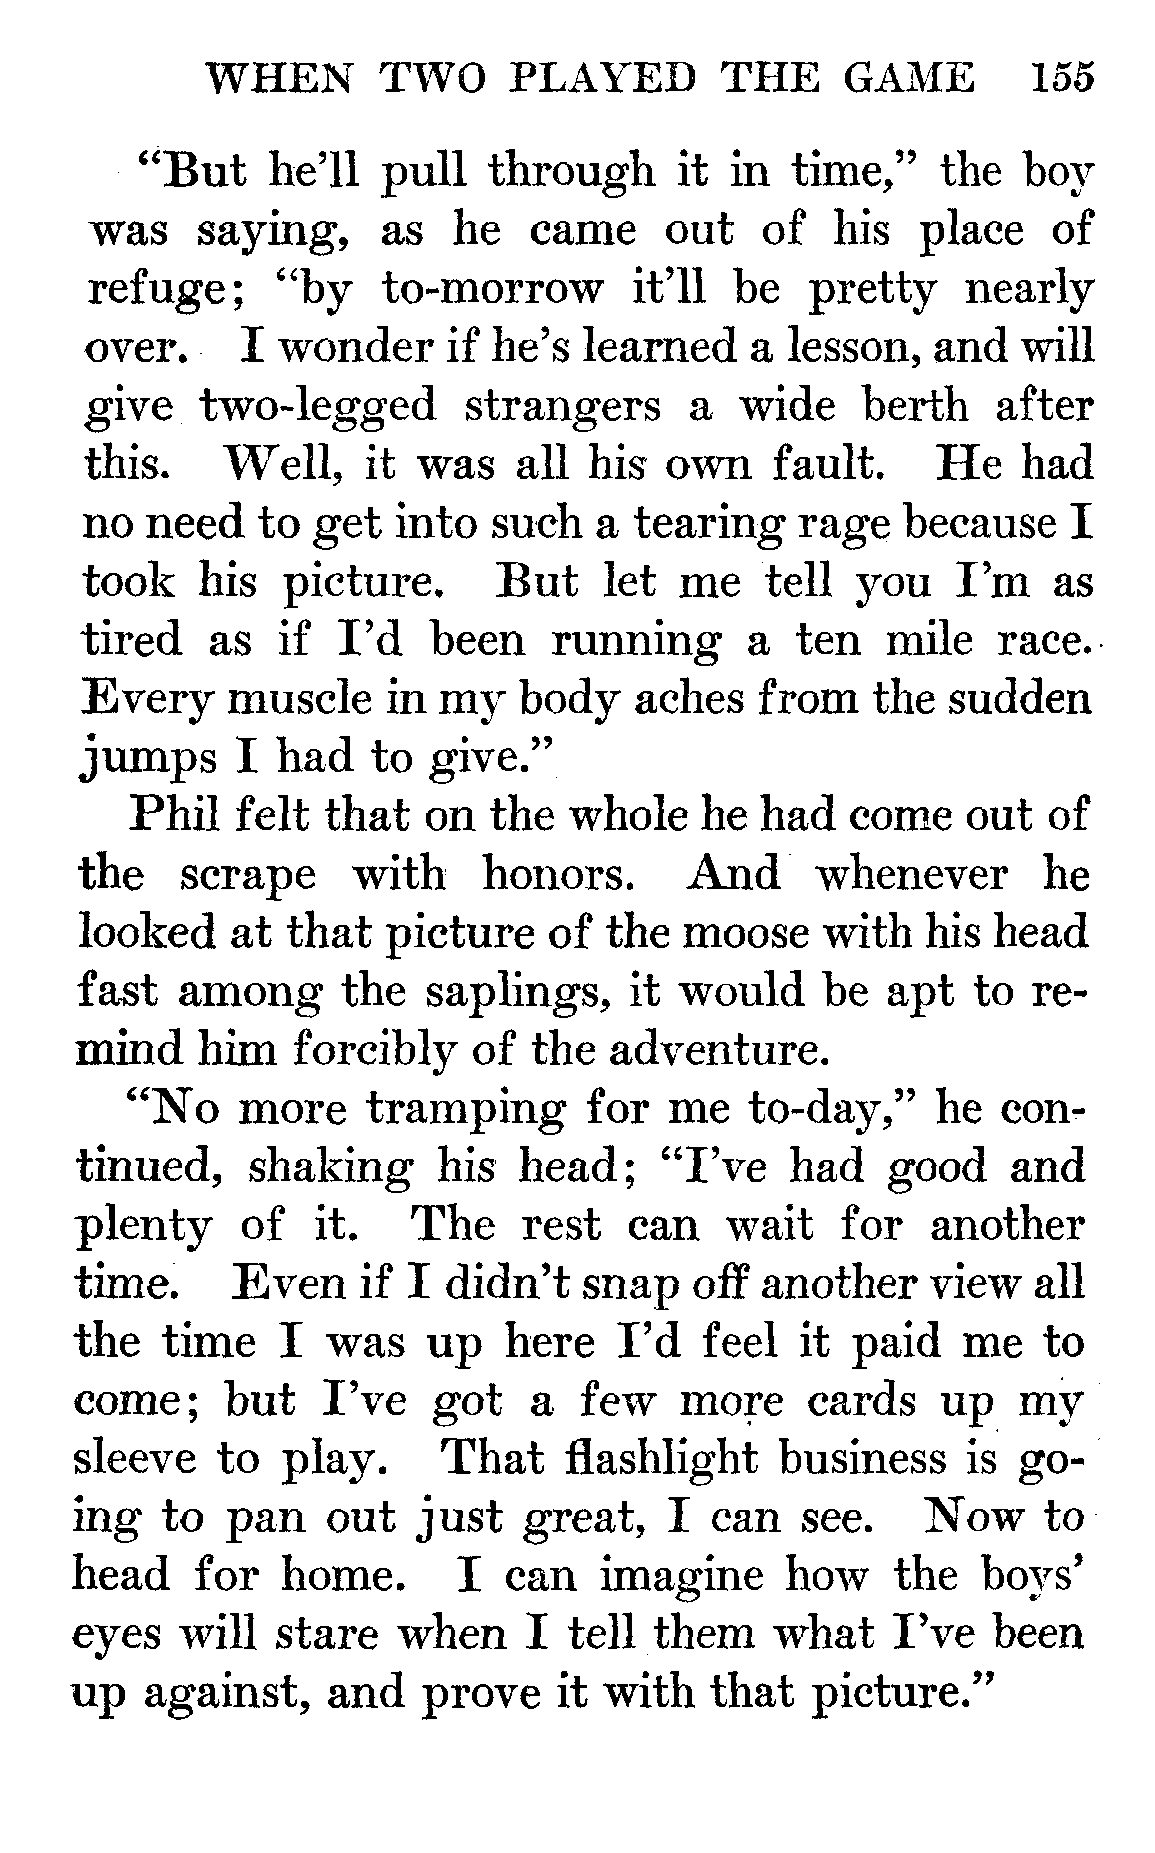 WHEN TWO PLAYED THE GAME 155
“But he’ll pull through it in time,” the boy
was saying, as he came out of his place of
refuge; “by to-morrow it’ll be pretty nearly
over. I wonder if he’s learned a lesson, and will
give two-legged strangers a wide berth after
this. Well, it was all his own fault. He had
no need to get into such a tearing rage because I
took his picture. But let me tell you I’m as
tired as if I’d been running a ten mile race.
Every muscle in my body aches from the sudden
jumps I had to give.”
Phil felt that on the whole he had come out of
the scrape with honors. And whenever he
looked at that picture of the moose with his head
fast among the saplings, it would be apt to re-
mind him forcibly of the adventure.
“No more tramping for me to-day,” he con-
tinued, shaking his head; “I’ve had good and
plenty of it. The rest can wait for another
time. Even if I didn’t snap off another view all
the time I was up here I’d feel it paid me to
come; but I’ve got a few more cards up my
sleeve to play. That flashlight business is go-
ing to pan out just great, I can see. Now to
head for home. I can imagine how the boys’
eyes will stare when I tell them what I’ve been
up against, and prove it with that picture.”